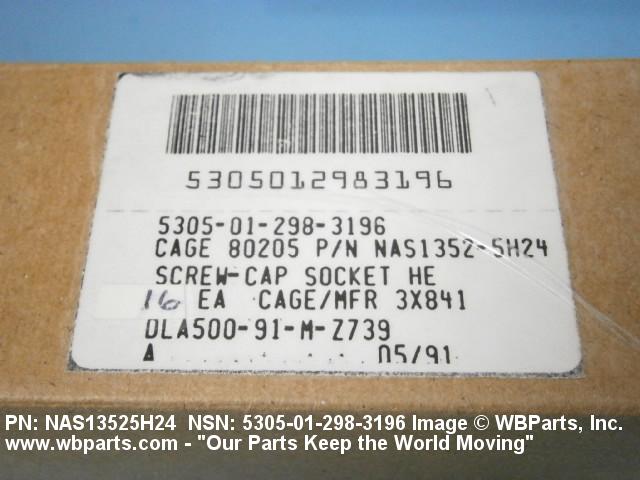 5305012983196
5305-01-298-3196
CAGE 80205 P/N NAS1352-5H24
SCREW-CAP SOCKET HE
16 EA CAGE/MFR 3X841
DLA500-91-M-Z739
A 05/91
PN: NAS13525H24 NSN: 5305-01-298-3196 Image © WBParts, Inc.
www.wbparts.com - "Our Parts Keep the World Moving"